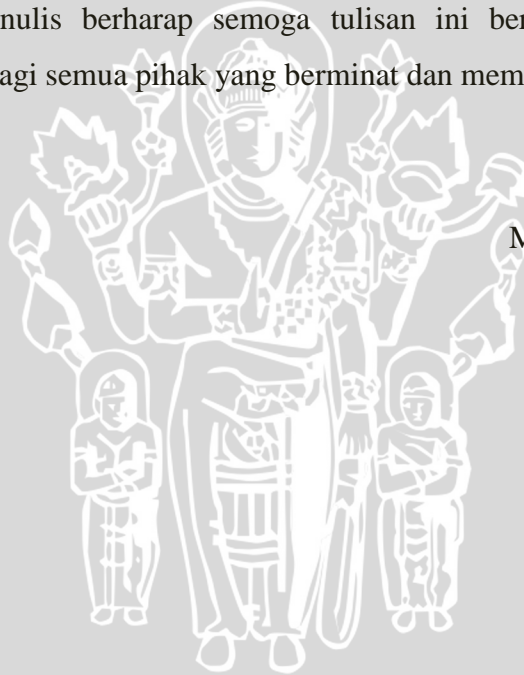 nulis berharap semoga tulisan ini ber
agi semua pihak yang berminat dan mem
M